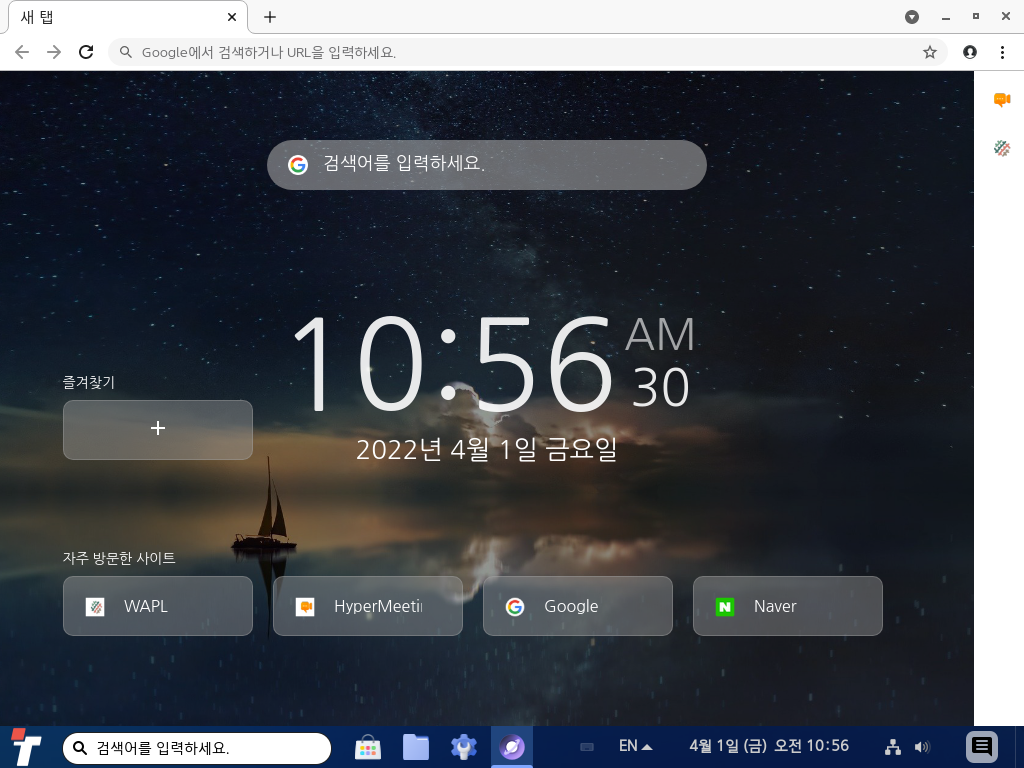 새 탭
Google에서 검색하거나 URL을 입력하세요.
검색어를 입력하세요.
10:56
AM
30
2022년 4월 1일 금요일
즐겨찾기
자주 방문한 사이트
WAPL
HyperMeeti
Google
Naver
검색어를 입력하세요.
EN
4월 1일 (금) 오전 10:56